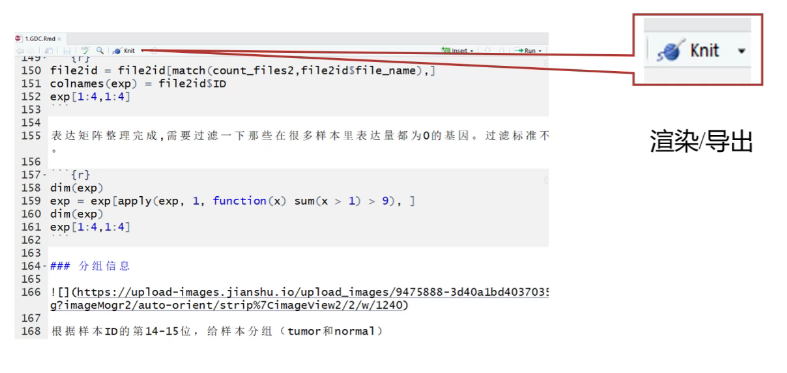 1.GDC.Rmd
Knit
Insert
Run
149 ```{r}
150 file2id = file2id[match(count_files2,file2id$file_name),]
151 colnames(exp) = file2id$ID
152 exp[1:4,1:4]
153 ```
154
155 表达矩阵整理完成,需要过滤一下那些在很多样本里表达量都为0的基因。过滤标准不
。
156
157 ```{r}
158 dim(exp)
159 exp = exp[apply(exp, 1, function(x) sum(x > 1) > 9), ]
160 dim(exp)
161 exp[1:4,1:4]
162 ```
163
164 ### 分组信息
165
166 ![](https://upload-images.jianshu.io/upload_images/9475888-3d40a1bd4037035
g?imageMogr2/auto-orient/strip%7CimageView2/2/w/1240)
167
168 根据样本ID的第14-15位，给样本分组（tumor和normal）
Knit
渲染/导出